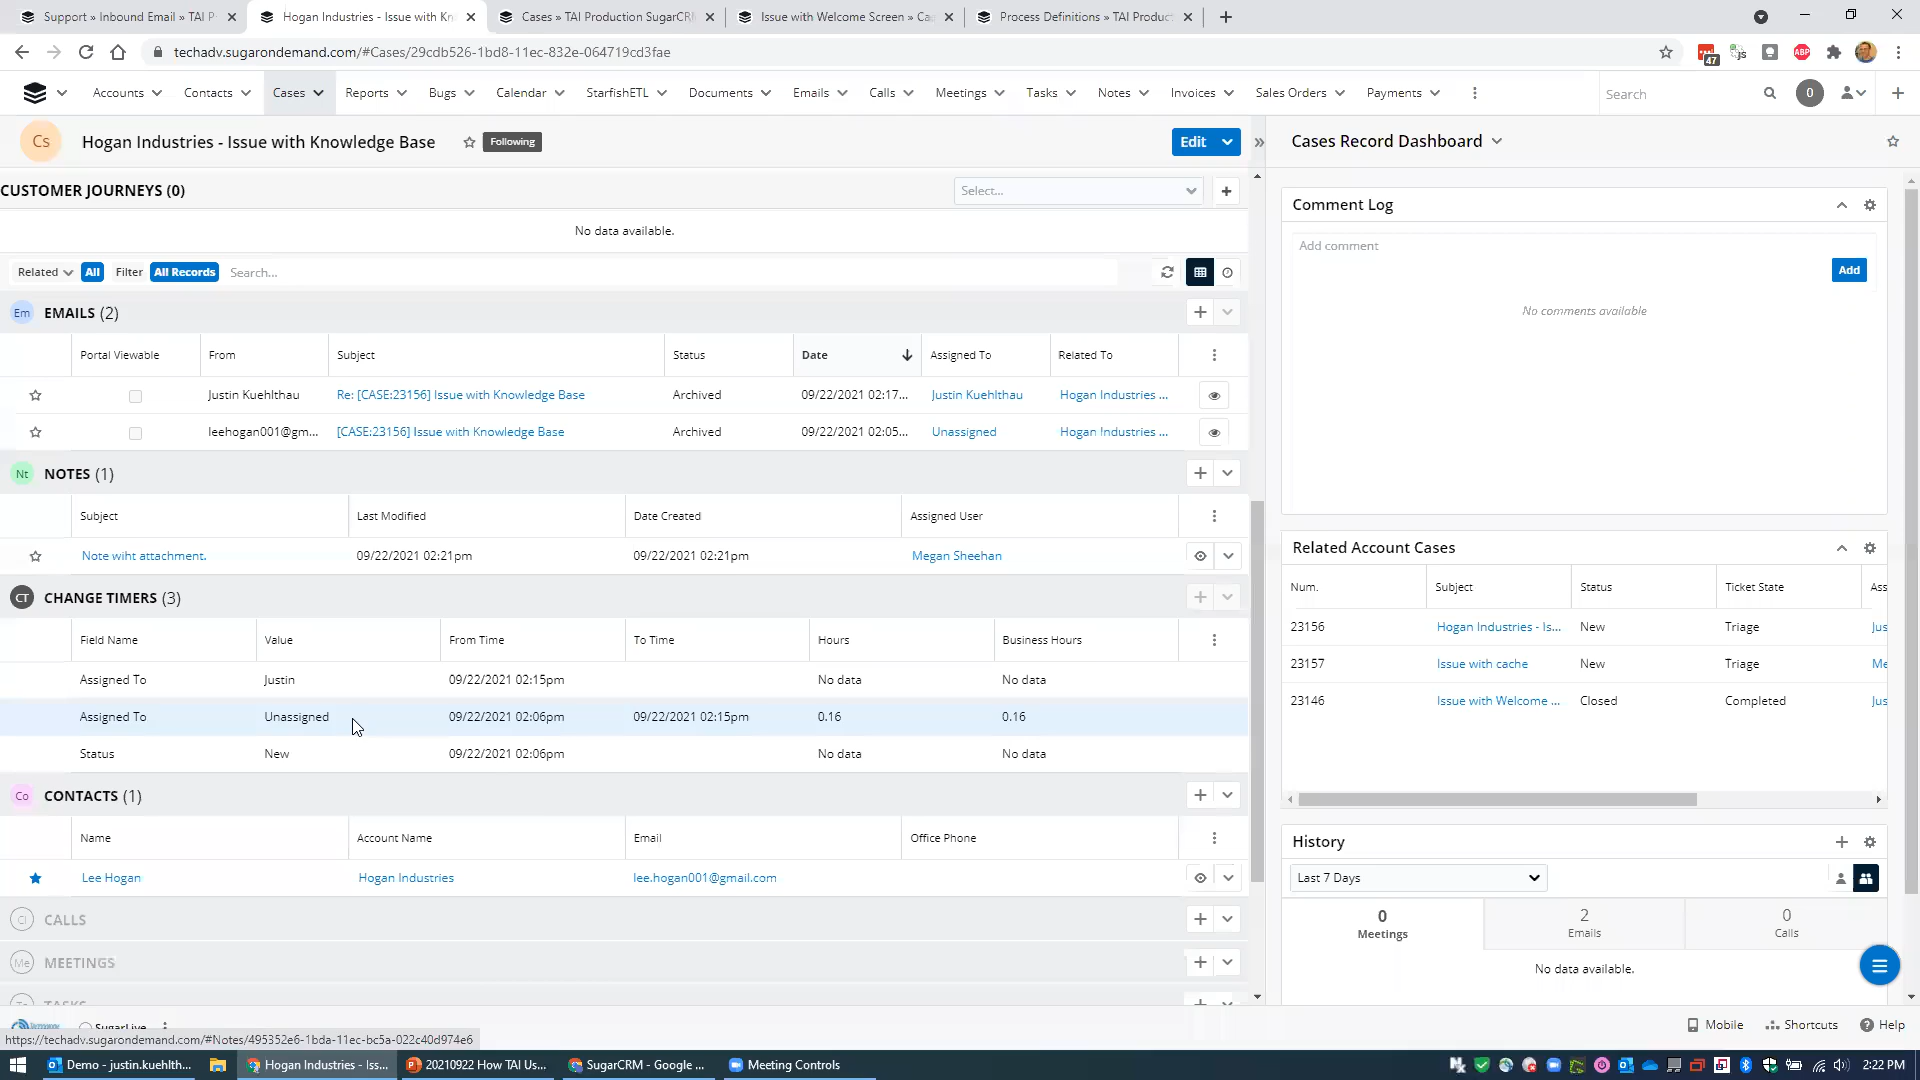 Support » Inbound Email » TAI P
Hogan Industries - Issue with Kn
Cases » TAI Production SugarCR
Issue with Welcome Screen » Ca
Process Definitions » TAI Product
techadv.sugarondemand.com/#Cases/29cdb526-1bd8-11ec-832e-064719cd3fae
47
JS
ABP
Accounts
Contacts
Cases
Reports
Bugs
Calendar
StarfishETL
Documents
Emails
Calls
Meetings
Tasks
Notes
Invoices
Sales Orders
Payments
Search
0
Cs
Hogan Industries - Issue with Knowledge Base
Following
Edit
CUSTOMER JOURNEYS (0)
Select...
No data available.
Related
All
Filter
All Records
Search...
Em
EMAILS (2)
Portal Viewable
From
Subject
Status
Date
Assigned To
Related To
Justin Kuehlthau
Re: [CASE:23156] Issue with Knowledge Base
Archived
09/22/2021 02:17...
Justin Kuehlthau
Hogan Industries ...
leehogan001@gm...
[CASE:23156] Issue with Knowledge Base
Archived
09/22/2021 02:05...
Unassigned
Hogan Industries ...
Nt
NOTES (1)
Subject
Last Modified
Date Created
Assigned User
Note wiht attachment.
09/22/2021 02:21pm
09/22/2021 02:21pm
Megan Sheehan
CT
CHANGE TIMERS (3)
Field Name
Value
From Time
To Time
Hours
Business Hours
Assigned To
Justin
09/22/2021 02:15pm
No data
No data
Assigned To
Unassigned
09/22/2021 02:06pm
09/22/2021 02:15pm
0.16
0.16
Status
New
09/22/2021 02:06pm
No data
No data
Co
CONTACTS (1)
Name
Account Name
Email
Office Phone
Lee Hogan
Hogan Industries
lee.hogan001@gmail.com
Cl
CALLS
Me
MEETINGS
TASKS
SugarLive
Cases Record Dashboard
Comment Log
Add comment
Add
No comments available
Related Account Cases
Num.
Subject
Status
Ticket State
Ass
23156
Hogan Industries - Is...
New
Triage
Jus
23157
Issue with cache
New
Triage
Me
23146
Issue with Welcome ...
Closed
Completed
Jus
History
Last 7 Days
0
Meetings
2
Emails
0
Calls
No data available.
Mobile
Shortcuts
Help
https://techadv.sugarondemand.com/#Notes/495352e6-1bda-11ec-bc5a-022c40d974e6
Demo - justin.kuehlth...
Hogan Industries - Iss...
20210922 How TAI Us...
SugarCRM - Google ...
Meeting Controls
2:22 PM